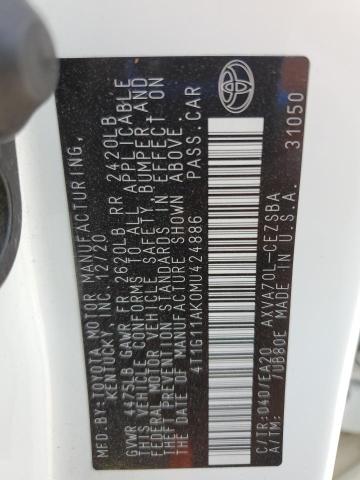 MFD.BY:TOYOTA MOTOR MANUFACTURING,
KENTUCKY, INC. 12/20
GVWR 4475LB GAWR FR 2620LB RR 2420LB
THIS VEHICLE CONFORMS TO ALL APPLICABLE
FEDERAL MOTOR VEHICLE SAFETY, BUMPER, AND
THEFT PREVENTION STANDARDS IN EFFECT ON
THE DATE OF MANUFACTURE SHOWN ABOVE.
4T1G11AK0MU424886 PASS.CAR
C/TR:040/EA20 AXVA70L-CEZSBA
A/TM: /UB80E MADE IN U.S.A. 31050